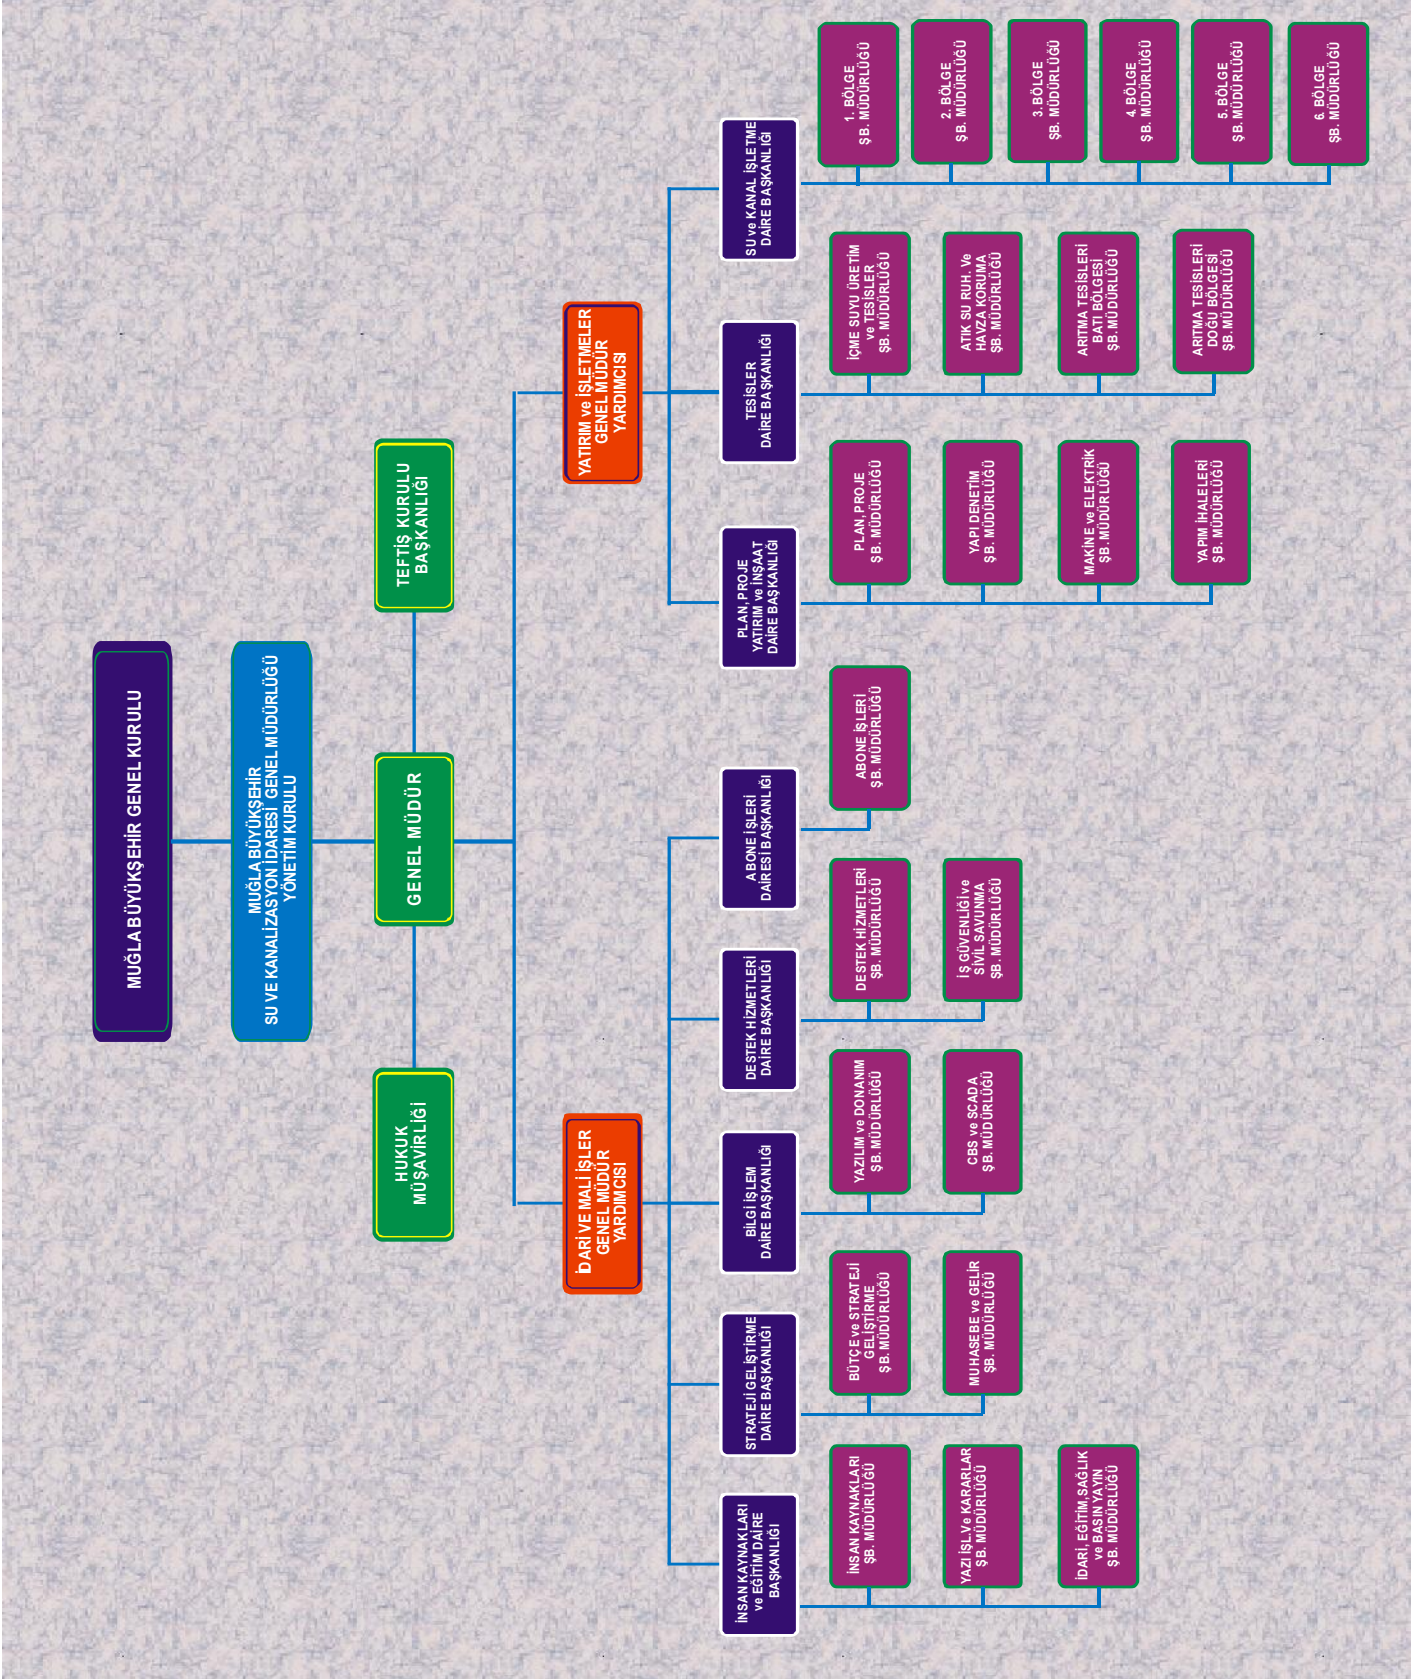 MUĞLA BÜYÜKŞEHİR GENEL KURULU
MUĞLA BÜYÜKŞEHİR
SU VE KANALİZASYON İDARESİ GENEL MÜDÜRLÜĞÜ
YÖNETİM KURULU
HUKUK
MÜŞAVİRLİĞİ
GENEL MÜDÜR
TEFTİŞ KURULU
BAŞKANLIĞI
İDARİ VE MALİ İŞLER
GENEL MÜDÜR
YARDIMCISI
YATIRIM ve İŞLETMELER
GENEL MÜDÜR
YARDIMCISI
İNSAN KAYNAKLARI
ve EĞİTİM DAİRE
BAŞKANLIĞI
STRATEJİ GELİŞTİRME
DAİRE BAŞKANLIĞI
BİLGİ İŞLEM
DAİRE BAŞKANLIĞI
DESTEK HİZMETLERİ
DAİRE BAŞKANLIĞI
ABONE İŞLERİ
DAİRESİ BAŞKANLIĞI
PLAN, PROJE
YATIRIM ve İNŞAAT
DAİRE BAŞKANLIĞI
TESİSLER
DAİRE BAŞKANLIĞI
SU ve KANAL İŞLETME
DAİRE BAŞKANLIĞI
İNSAN KAYNAKLARI
ŞB. MÜDÜRLÜĞÜ
YAZI İŞL.Ve KARARLAR
ŞB. MÜDÜRLÜĞÜ
İDARİ, EĞİTİM,SAĞLIK
ve BASIN YAYIN
ŞB. MÜDÜRLÜĞÜ
BÜTÇE ve STRATEJİ
GELİŞTİRME
ŞB. MÜDÜRLÜĞÜ
MUHASEBE ve GELİR
ŞB. MÜDÜRLÜĞÜ
YAZILIM ve DONANIM
ŞB. MÜDÜRLÜĞÜ
CBS ve SCADA
ŞB. MÜDÜRLÜĞÜ
DESTEK HİZMETLERİ
ŞB. MÜDÜRLÜĞÜ
İŞ GÜVENLİĞİ ve
SİVİL SAVUNMA
ŞB. MÜDÜRLÜĞÜ
ABONE İŞLERİ
ŞB. MÜDÜRLÜĞÜ
PLAN, PROJE
ŞB. MÜDÜRLÜĞÜ
YAPI DENETİM
ŞB. MÜDÜRLÜĞÜ
MAKİNE ve ELEKTRİK
ŞB. MÜDÜRLÜĞÜ
YAPIM İHALELERİ
ŞB. MÜDÜRLÜĞÜ
İÇME SUYU ÜRETİM
ve TESİSLER
ŞB. MÜDÜRLÜĞÜ
ATIK SU RUH. Ve
HAVZA KORUMA
ŞB. MÜDÜRLÜĞÜ
ARITMA TESİSLERİ
BATI BÖLGESİ
ŞB.MÜDÜRLÜĞÜ
ARITMA TESİSLERİ
DOĞU BÖLGESİ
ŞB.MÜDÜRLÜĞÜ
1. BÖLGE
ŞB. MÜDÜRLÜĞÜ
2. BÖLGE
ŞB. MÜDÜRLÜĞÜ
3. BÖLGE
ŞB. MÜDÜRLÜĞÜ
4. BÖLGE
ŞB. MÜDÜRLÜĞÜ
5. BÖLGE
ŞB. MÜDÜRLÜĞÜ
6. BÖLGE
ŞB. MÜDÜRLÜĞÜ